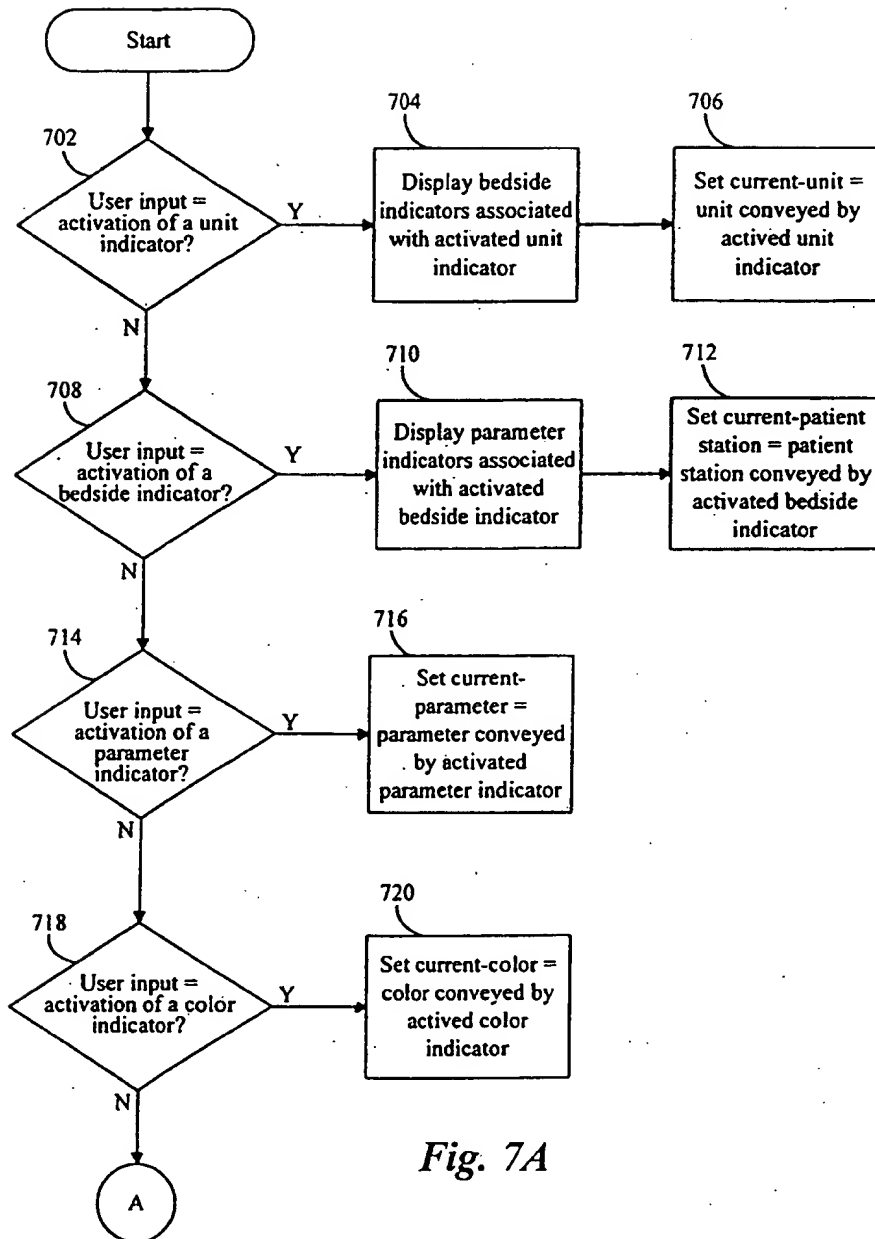 Start
702
User input =
activation of a unit
indicator?
Y
N
704
Display bedside
indicators associated
with activated unit
indicator
706
Set current-unit =
unit conveyed by
actived unit
indicator
708
User input =
activation of a
bedside indicator?
Y
N
710
Display parameter
indicators associated
with activated
bedside indicator
712
Set current-patient
station = patient
station conveyed by
activated bedside
indicator
714
User input =
activation of a
parameter
indicator?
Y
N
716
Set current-
parameter =
parameter conveyed
by activated
parameter indicator
718
User input =
activation of a color
indicator?
Y
N
720
Set current-color =
color conveyed by
actived color
indicator
A
Fig. 7A